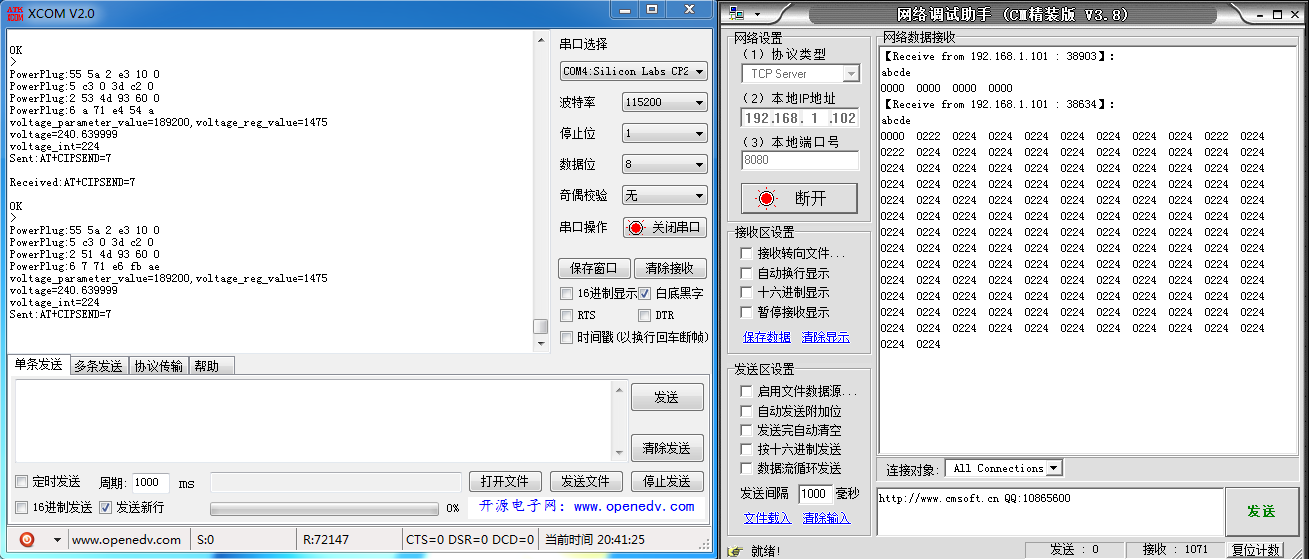 XCOM V2.0
OK
>
PowerPlug:55 5a 2 e3 10 0
PowerPlug:5 c3 0 3d c2 0
PowerPlug:2 53 4d 93 60 0
PowerPlug:6 a 71 e4 54 a
voltage_parameter_value=189200,voltage_reg_value=1475
voltage=240.639999
voltage_int=224
Sent:AT+CIPSEND=7
Received:AT+CIPSEND=7
OK
>
PowerPlug:55 5a 2 e3 10 0
PowerPlug:5 c3 0 3d c2 0
PowerPlug:2 51 4d 93 60 0
PowerPlug:6 7 71 e6 fb ae
voltage_parameter_value=189200,voltage_reg_value=1475
voltage=240.639999
voltage_int=224
Sent:AT+CIPSEND=7
串口选择
COM4:Silicon Labs CP2
波特率 115200
停止位 1
数据位 8
奇偶校验 无
串口操作 关闭串口
保存窗口 清除接收
16进制显示 白底黑字
RTS DTR
时间戳(以换行回车断帧)
单条发送 多条发送 协议传输 帮助
发送
清除发送
定时发送 周期: 1000 ms 打开文件 发送文件 停止发送
16进制发送 发送新行 0% 开源电子网: www.openedv.com
www.openedv.com S:0 R:72147 CTS=0 DSR=0 DCD=0 当前时间 20:41:25
网络调试助手 (CM精装版 V3.8)
网络设置
(1) 协议类型
TCP Server
(2) 本地IP地址
192.168. 1 .102
(3) 本地端口号
8080
断开
接收区设置
接收转向文件...
自动换行显示
十六进制显示
暂停接收显示
保存数据 清除显示
发送区设置
启用文件数据源...
自动发送附加位
发送完自动清空
按十六进制发送
数据流循环发送
发送间隔 1000 毫秒
文件载入 清除输入
网络数据接收
【Receive from 192.168.1.101 : 38903】:
abcde
0000 0000 0000 0000
【Receive from 192.168.1.101 : 38634】:
abcde
0000 0222 0224 0224 0224 0224 0224 0224 0224 0222 0224
0222 0224 0224 0224 0224 0224 0224 0224 0224 0224 0224
0224 0224 0224 0224 0224 0224 0224 0224 0224 0224 0224
0224 0224 0224 0224 0224 0224 0224 0224 0224 0224 0224
0224 0224 0224 0224 0224 0224 0224 0224 0224 0224 0224
0224 0224 0224 0224 0224 0224 0224 0224 0224 0224 0224
0224 0224 0224 0224 0224 0224 0224 0224 0224 0224 0224
0224 0224 0224 0224 0224 0224 0224 0224 0224 0224 0224
0224 0224 0224 0224 0224 0224 0224 0224 0224 0224 0224
0224 0224 0224 0224 0224 0224 0224 0224 0224 0224 0224
0224 0224 0224 0224 0224 0224 0224 0224 0224 0224 0224
0224 0224 0224 0224 0224 0224 0224 0224 0224 0224 0224
0224 0224 0224 0224 0224 0224 0224 0224 0224 0224 0224
0224 0224
连接对象: All Connections
http://www.cmsoft.cn QQ:10865600
发送
就绪! 发送 : 0 接收 : 1071 复位计数